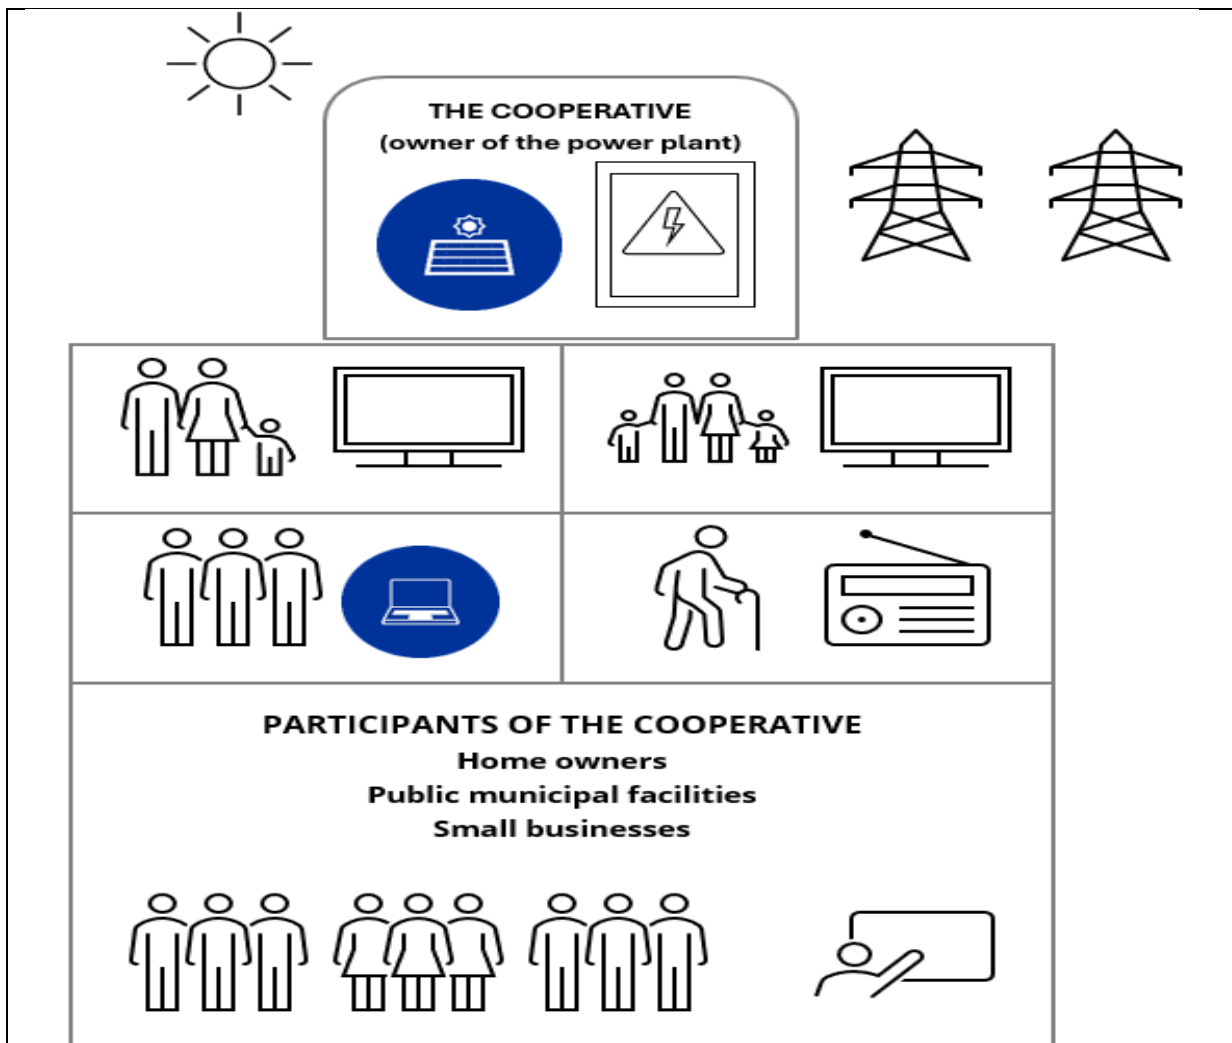 THE COOPERATIVE
(owner of the power plant)
PARTICIPANTS OF THE COOPERATIVE
Home owners
Public municipal facilities
Small businesses